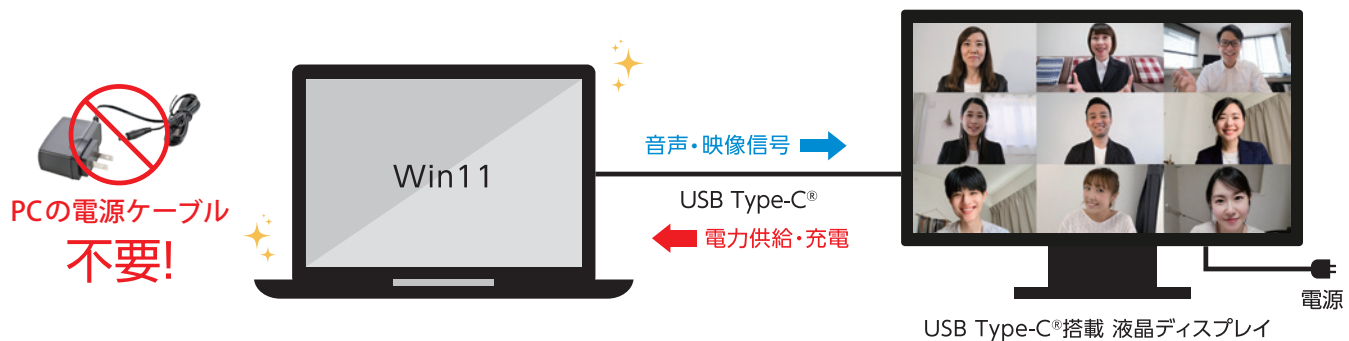 PCの電源ケーブル
不要!
Win11
音声・映像信号
USB Type-C®
電力供給・充電
電源
USB Type-C®搭載 液晶ディスプレイ